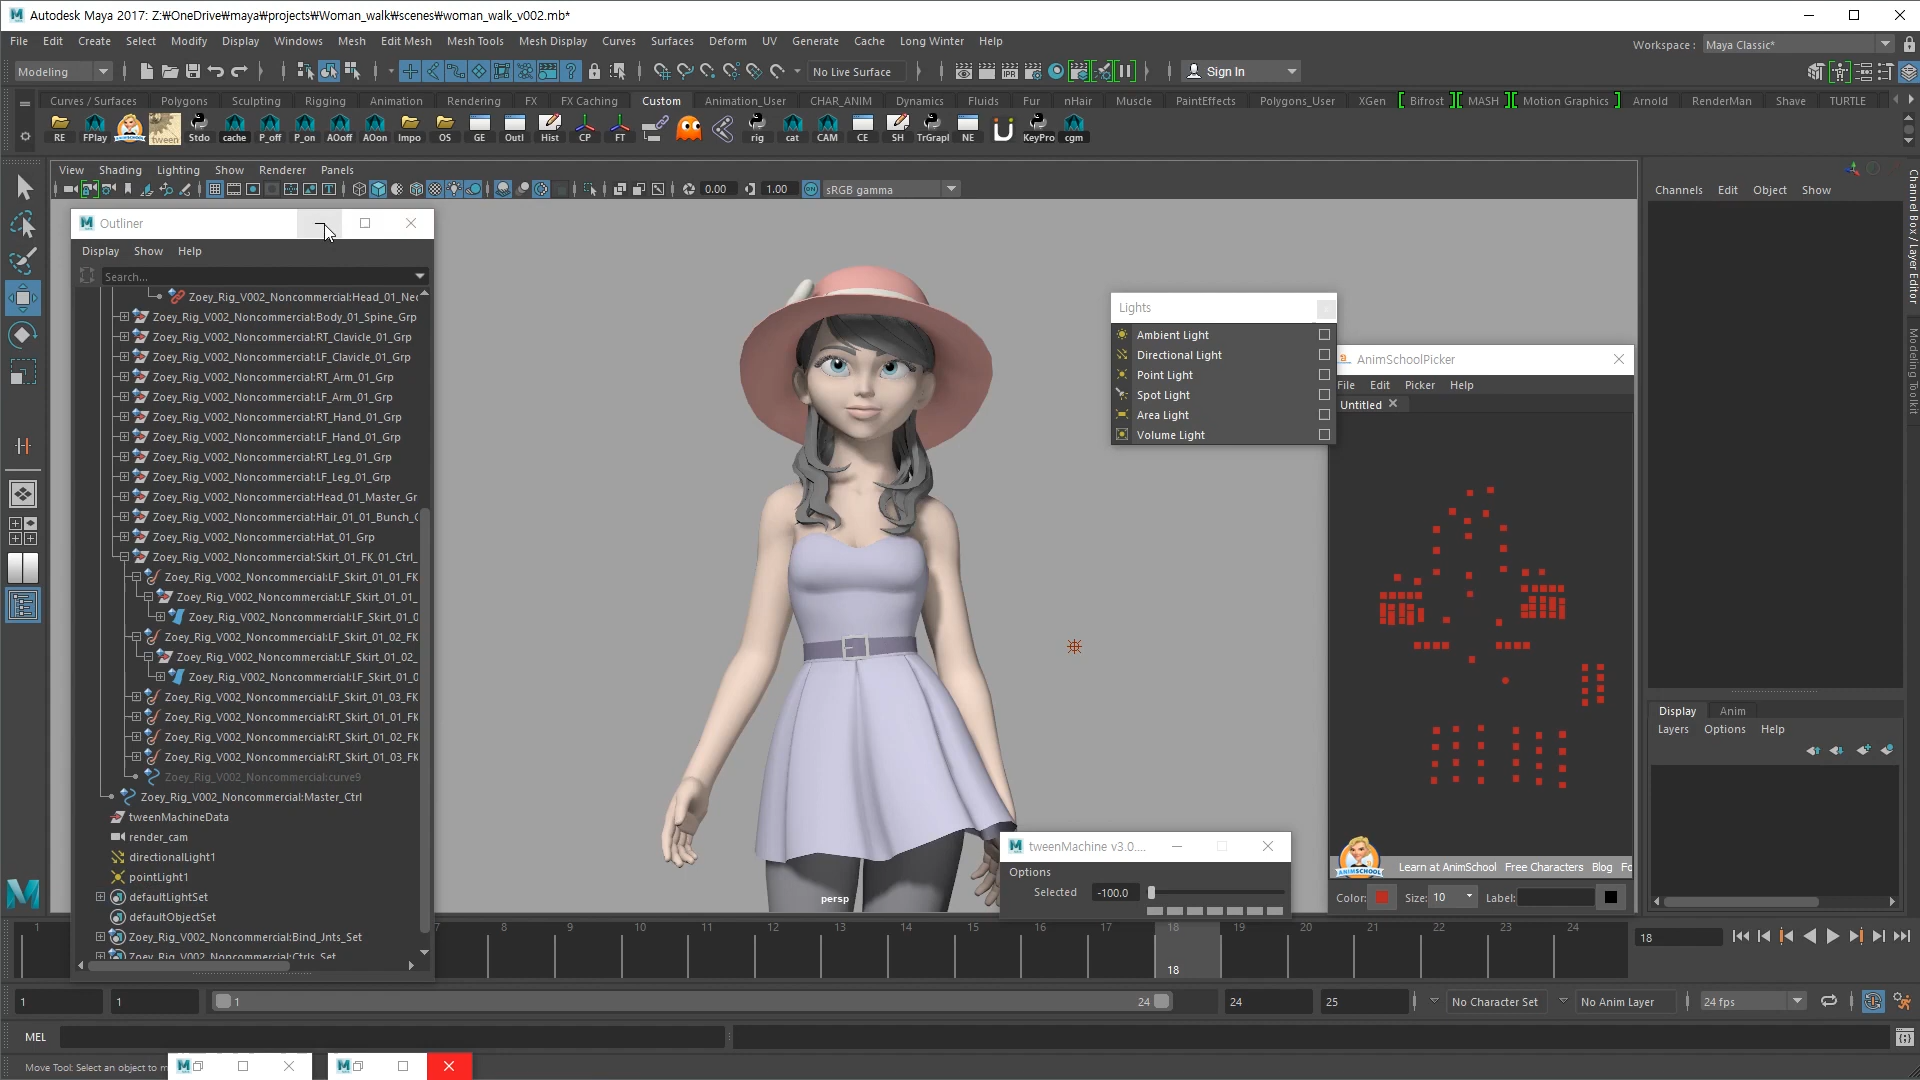 Autodesk Maya 2017: Z:₩OneDrive₩maya₩projects₩Woman_walk₩scenes₩woman_walk_v002.mb*
File Edit Create Select Modify Display Windows Mesh Edit Mesh Mesh Tools Mesh Display Curves Surfaces Deform UV Generate Cache Long Winter Help
Workspace : Maya Classic*
Modeling
No Live Surface
Sign In
Curves / Surfaces Polygons Sculpting Rigging Animation Rendering FX FX Caching Custom Animation_User CHAR_ANIM Dynamics Fluids Fur nHair Muscle PaintEffects Polygons_User XGen Bifrost MASH Motion Graphics Arnold RenderMan Shave TURTLE
RE FPlay tween Stdo cache P_off P_on AOoff AOon Impo OS GE Outl Hist CP FT rig cat CAM CE SH TrGrapl NE KeyPro cgm
View Shading Lighting Show Renderer Panels
0.00 1.00 sRGB gamma
Channels Edit Object Show
Channel Box / Layer Editor
Modeling Toolkit
Outliner
Display Show Help
Search...
Zoey_Rig_V002_Noncommercial:Head_01_Nec
Zoey_Rig_V002_Noncommercial:Body_01_Spine_Grp
Zoey_Rig_V002_Noncommercial:RT_Clavicle_01_Grp
Zoey_Rig_V002_Noncommercial:LF_Clavicle_01_Grp
Zoey_Rig_V002_Noncommercial:RT_Arm_01_Grp
Zoey_Rig_V002_Noncommercial:LF_Arm_01_Grp
Zoey_Rig_V002_Noncommercial:RT_Hand_01_Grp
Zoey_Rig_V002_Noncommercial:LF_Hand_01_Grp
Zoey_Rig_V002_Noncommercial:RT_Leg_01_Grp
Zoey_Rig_V002_Noncommercial:LF_Leg_01_Grp
Zoey_Rig_V002_Noncommercial:Head_01_Master_Gr
Zoey_Rig_V002_Noncommercial:Hair_01_01_Bunch_G
Zoey_Rig_V002_Noncommercial:Hat_01_Grp
Zoey_Rig_V002_Noncommercial:Skirt_01_FK_01_Ctrl_
Zoey_Rig_V002_Noncommercial:LF_Skirt_01_01_FK
Zoey_Rig_V002_Noncommercial:LF_Skirt_01_01_
Zoey_Rig_V002_Noncommercial:LF_Skirt_01_0
Zoey_Rig_V002_Noncommercial:LF_Skirt_01_02_FK
Zoey_Rig_V002_Noncommercial:LF_Skirt_01_02_
Zoey_Rig_V002_Noncommercial:LF_Skirt_01_0
Zoey_Rig_V002_Noncommercial:LF_Skirt_01_03_FK
Zoey_Rig_V002_Noncommercial:RT_Skirt_01_01_FK
Zoey_Rig_V002_Noncommercial:RT_Skirt_01_02_FK
Zoey_Rig_V002_Noncommercial:RT_Skirt_01_03_FK
Zoey_Rig_V002_Noncommercial:curve9
Zoey_Rig_V002_Noncommercial:Master_Ctrl
tweenMachineData
render_cam
directionalLight1
pointLight1
defaultLightSet
defaultObjectSet
Zoey_Rig_V002_Noncommercial:Bind_Jnts_Set
Zoey_Rig_V002_Noncommercial:Ctrls_Set
persp
Lights
Ambient Light
Directional Light
Point Light
Spot Light
Area Light
Volume Light
AnimSchoolPicker
File Edit Picker Help
Untitled
ANIMSCHOOL
Learn at AnimSchool Free Characters Blog Fo
Color: Size: 10 Label:
tweenMachine v3.0....
Options
Selected -100.0
Display Anim
Layers Options Help
1 7 8 9 10 11 12 13 14 15 16 17 18 19 20 21 22 23 24
18
18
1 1 1 24 24 25 No Character Set No Anim Layer 24 fps
MEL
Move Tool: Select an object to m